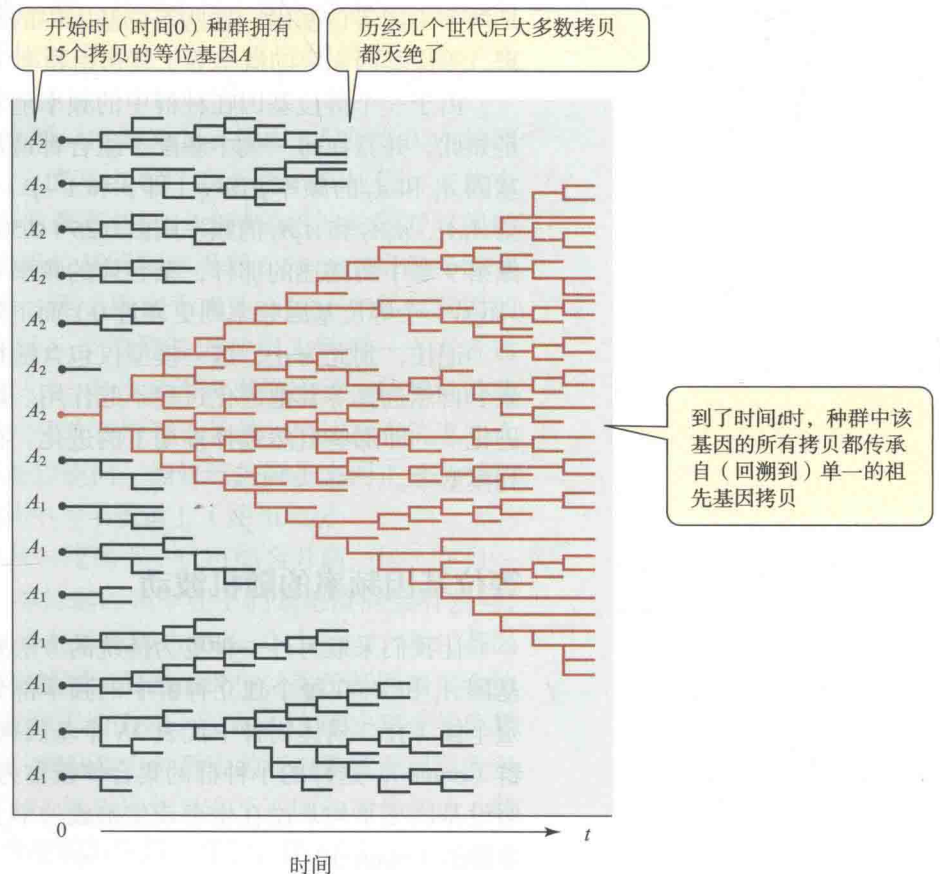 开始时（时间0）种群拥有
15个拷贝的等位基因A
历经几个世代后大多数拷贝
都灭绝了
A₂
A₂
A₂
A₂
A₂
A₂
A₂
A₂
A₁
A₁
A₁
A₁
A₁
A₁
A₁
到了时间t时，种群中该
基因的所有拷贝都传承
自（回溯到）单一的祖
先基因拷贝
0
t
时间